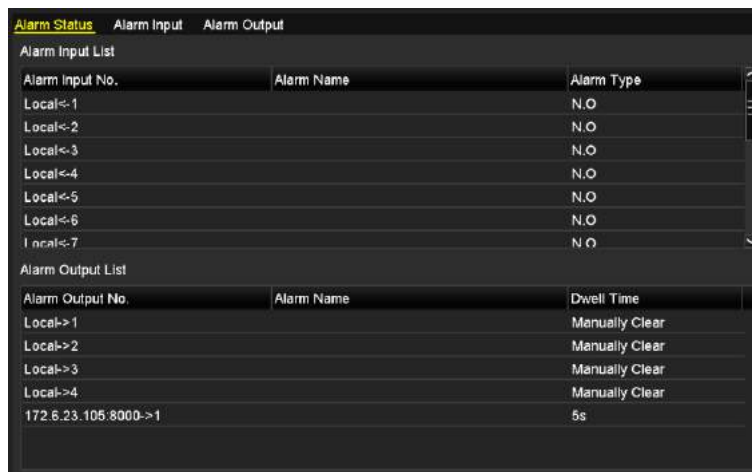 Alarm Status Alarm Input Alarm Output
Alarm Input List
Alarm Input No. Alarm Name Alarm Type
Local<-1 N.O
Local<-2 N.O
Local<-3 N.O
Local<-4 N.O
Local<-5 N.O
Local<-6 N.O
Local<-7 N.O
Alarm Output List
Alarm Output No. Alarm Name Dwell Time
Local->1 Manually Clear
Local->2 Manually Clear
Local->3 Manually Clear
Local->4 Manually Clear
172.6.23.105:8000->1 5s